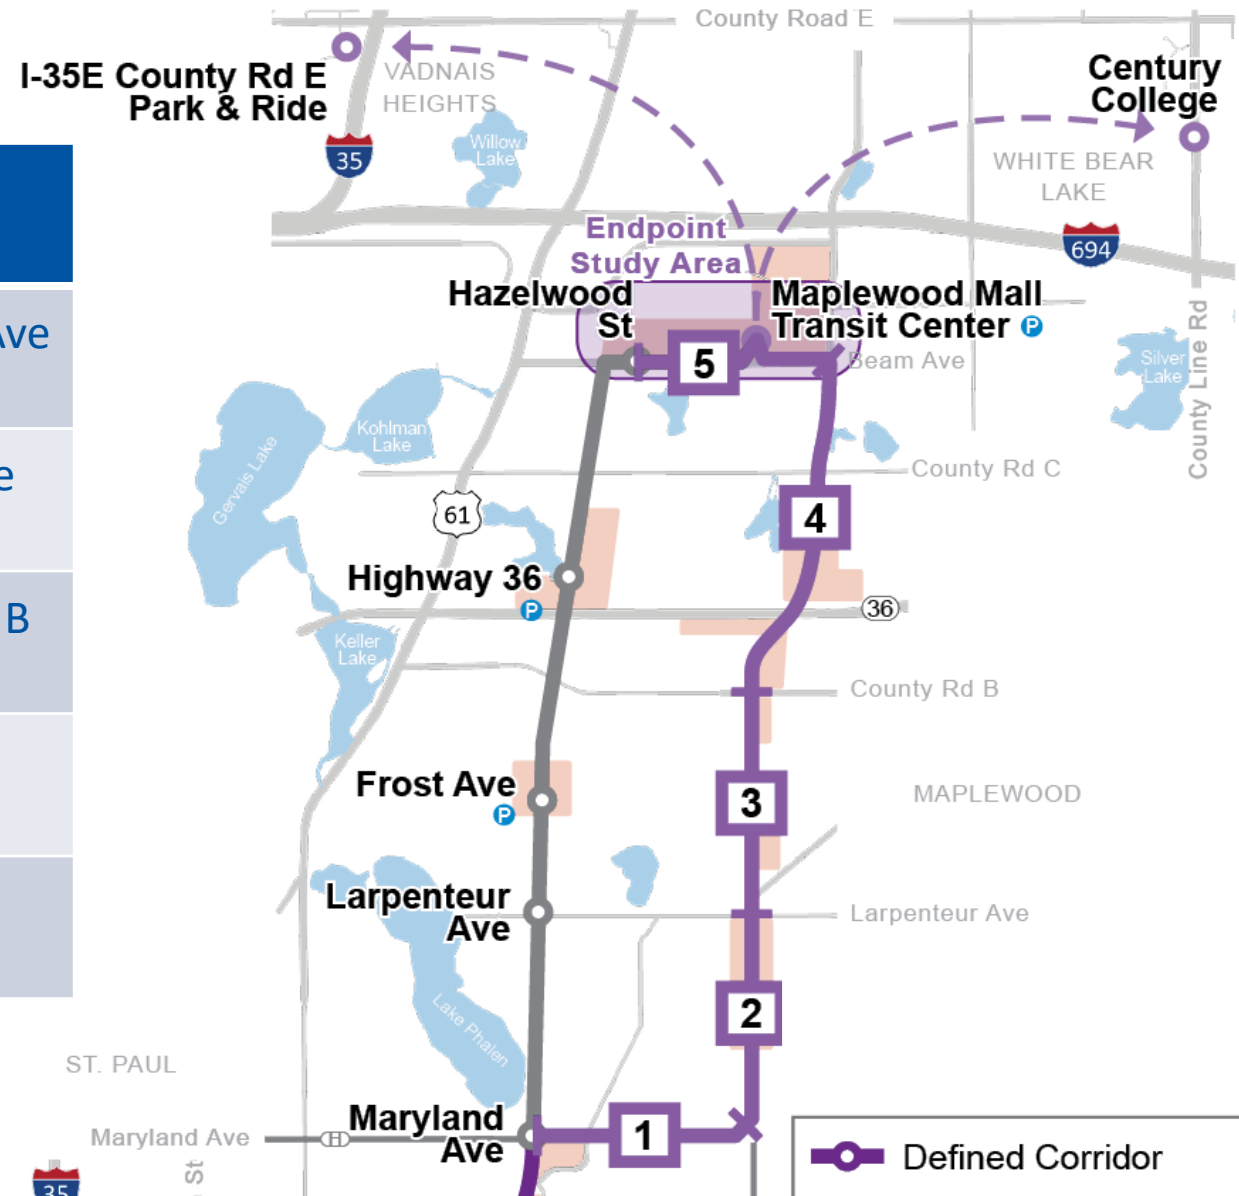 County Road E
I-35E County Rd E
Park & Ride
VADNAIS
HEIGHTS
Century
College
35
Willow
Lake
WHITE BEAR
LAKE
694
Endpoint
Study Area
Hazelwood
St
Maplewood Mall
Transit Center P
5
Beam Ave
Silver
Lake
County Line Rd
Ave
Kohlman
Lake
Gervais Lake
County Rd C
e
61
4
Highway 36
P
36
B
Keller
Lake
County Rd B
Frost Ave
P
3
MAPLEWOOD
Larpenteur
Ave
Larpenteur Ave
2
Lake Phalen
ST. PAUL
Maryland
Ave
1
Maryland Ave
H
St
35
Defined Corridor